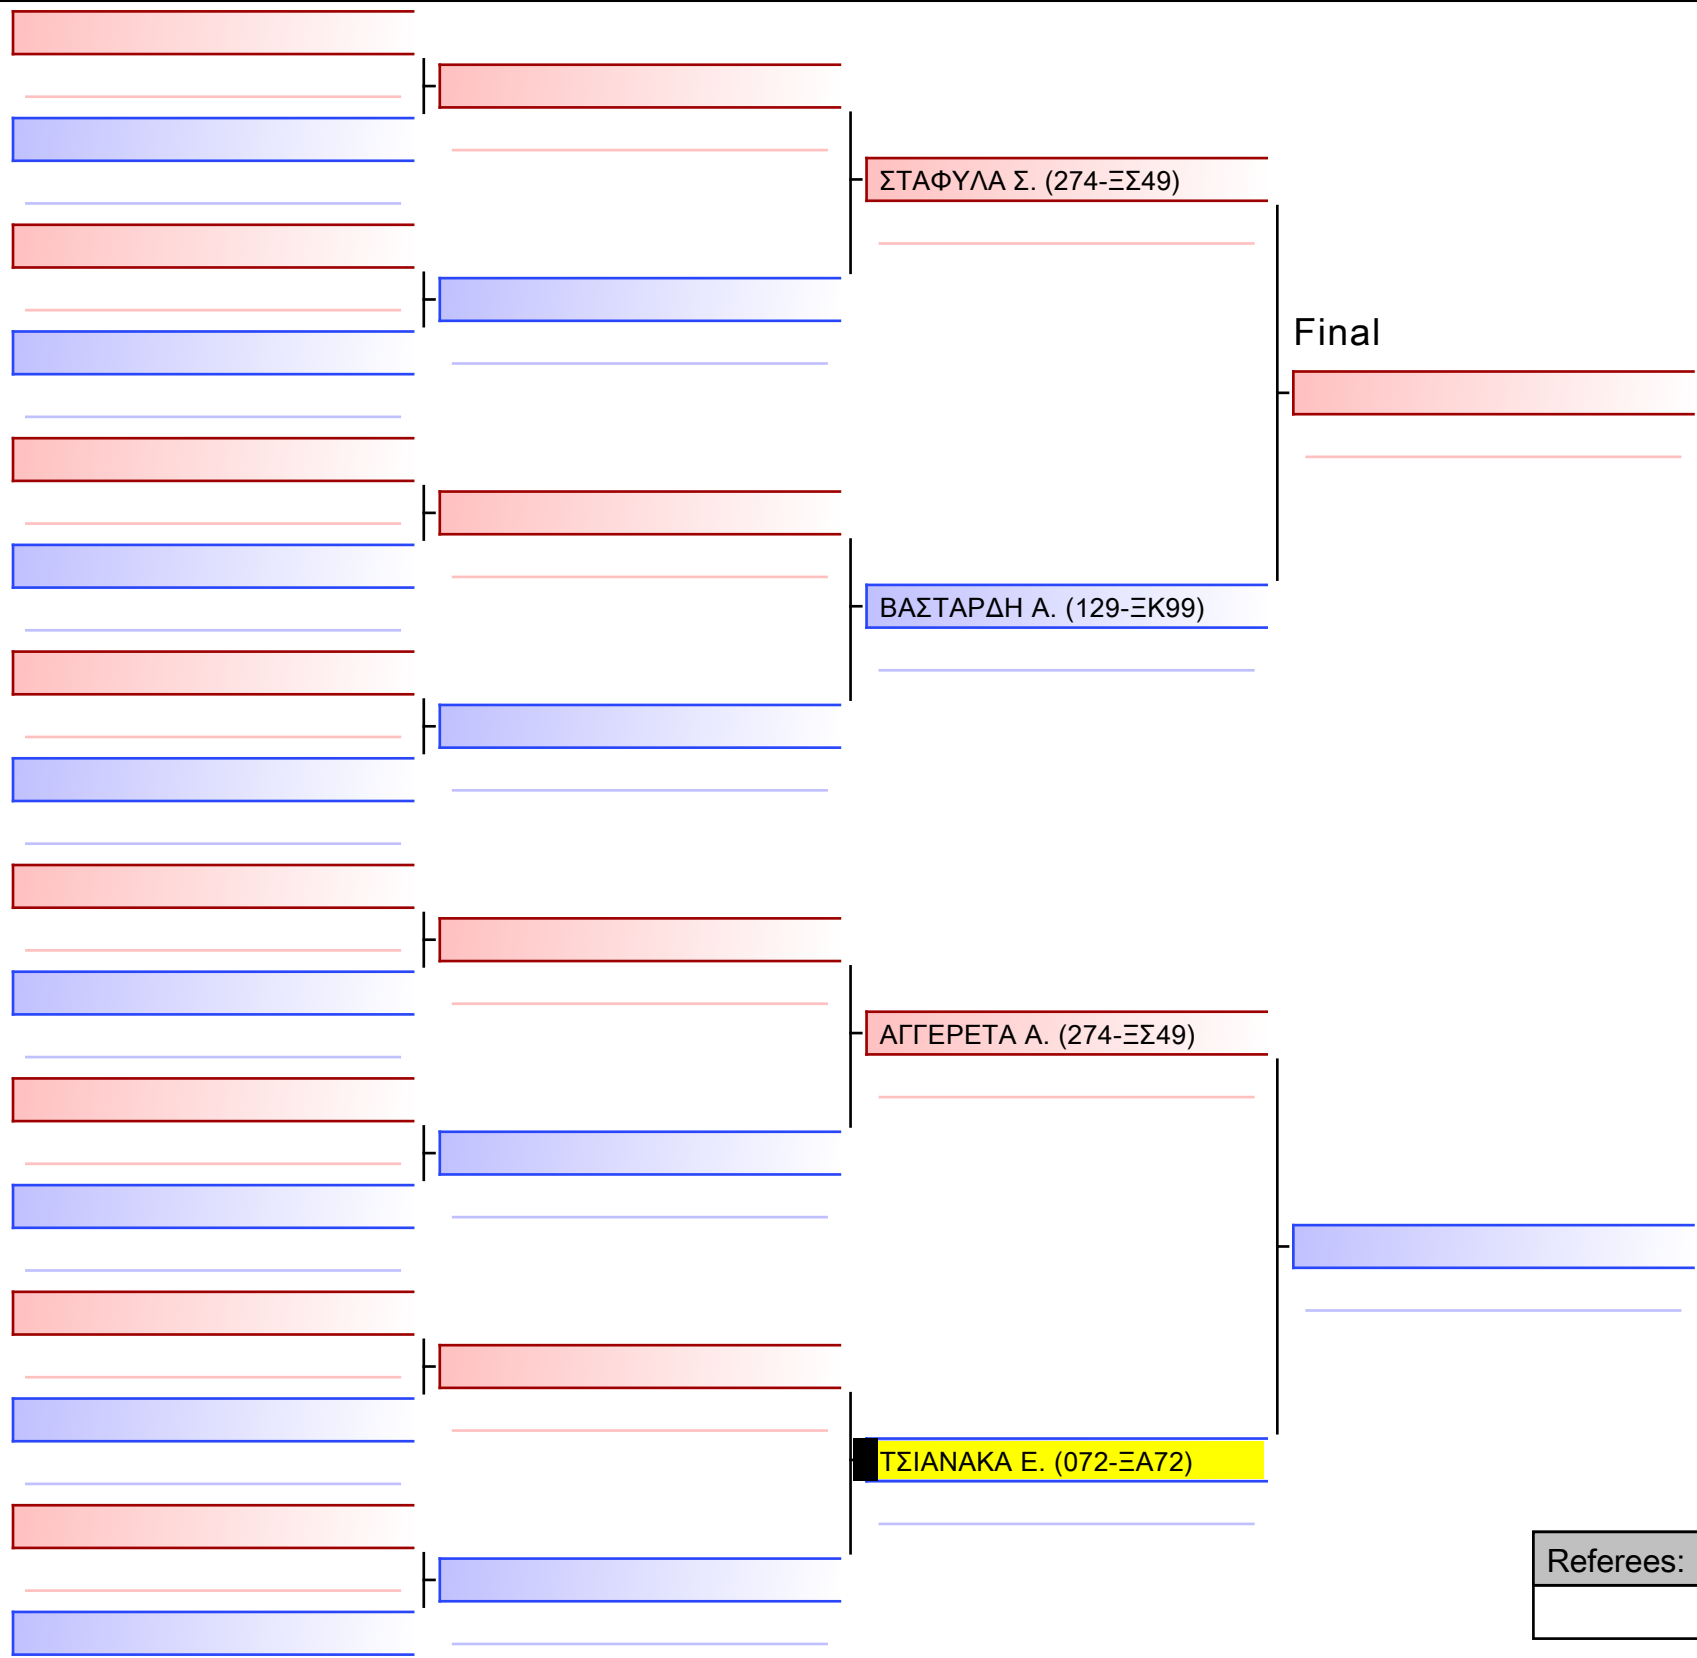 ΣΤΑΦΥΛΑ Σ. (274-ΞΣ49)
Final
ΒΑΣΤΑΡΔΗ Α. (129-ΞΚ99)
ΑΓΓΕΡΕΤΑ Α. (274-ΞΣ49)
ΤΣΙΑΝΑΚΑ Ε. (072-ΞΑ72)
Referees: